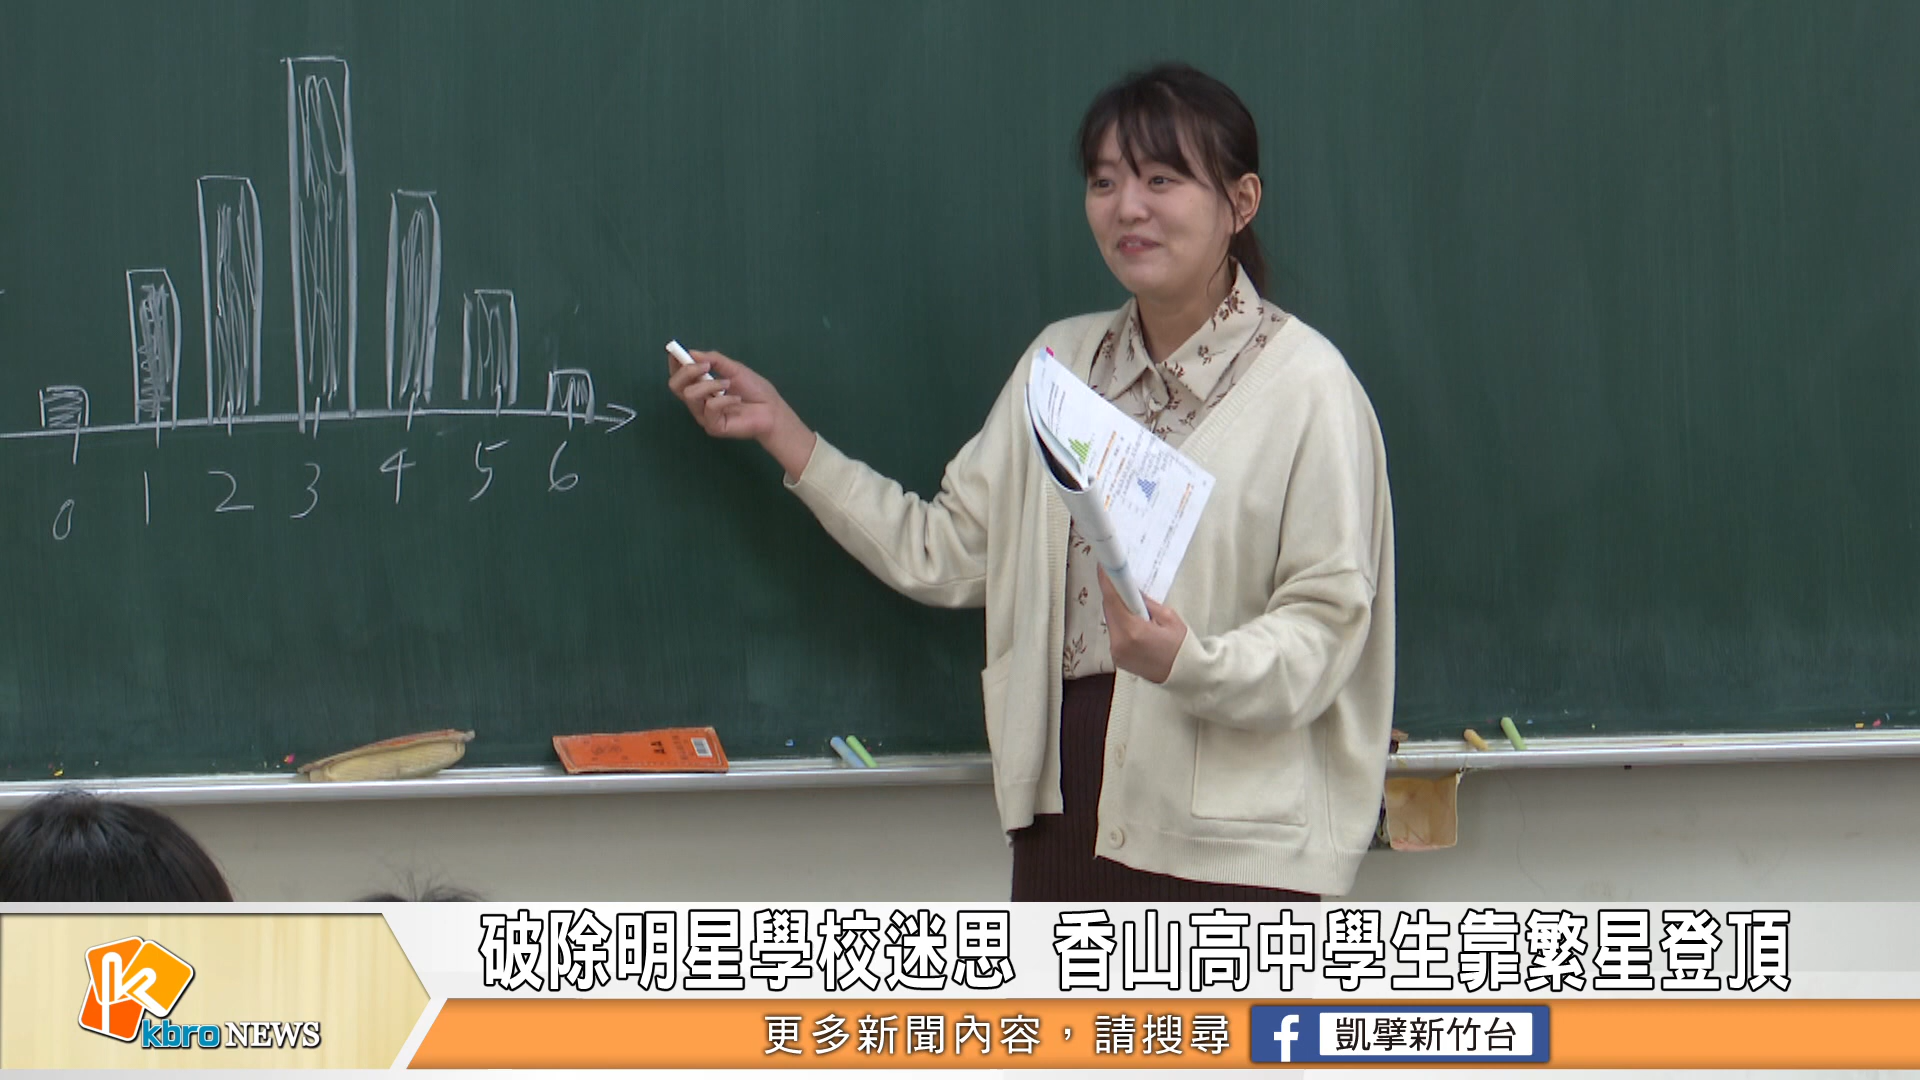 0 1 2 3 4 5 6
破除明星學校迷思 香山高中學生靠繁星登頂
kbro NEWS
更多新聞內容，請搜尋 f 凱擘新竹台